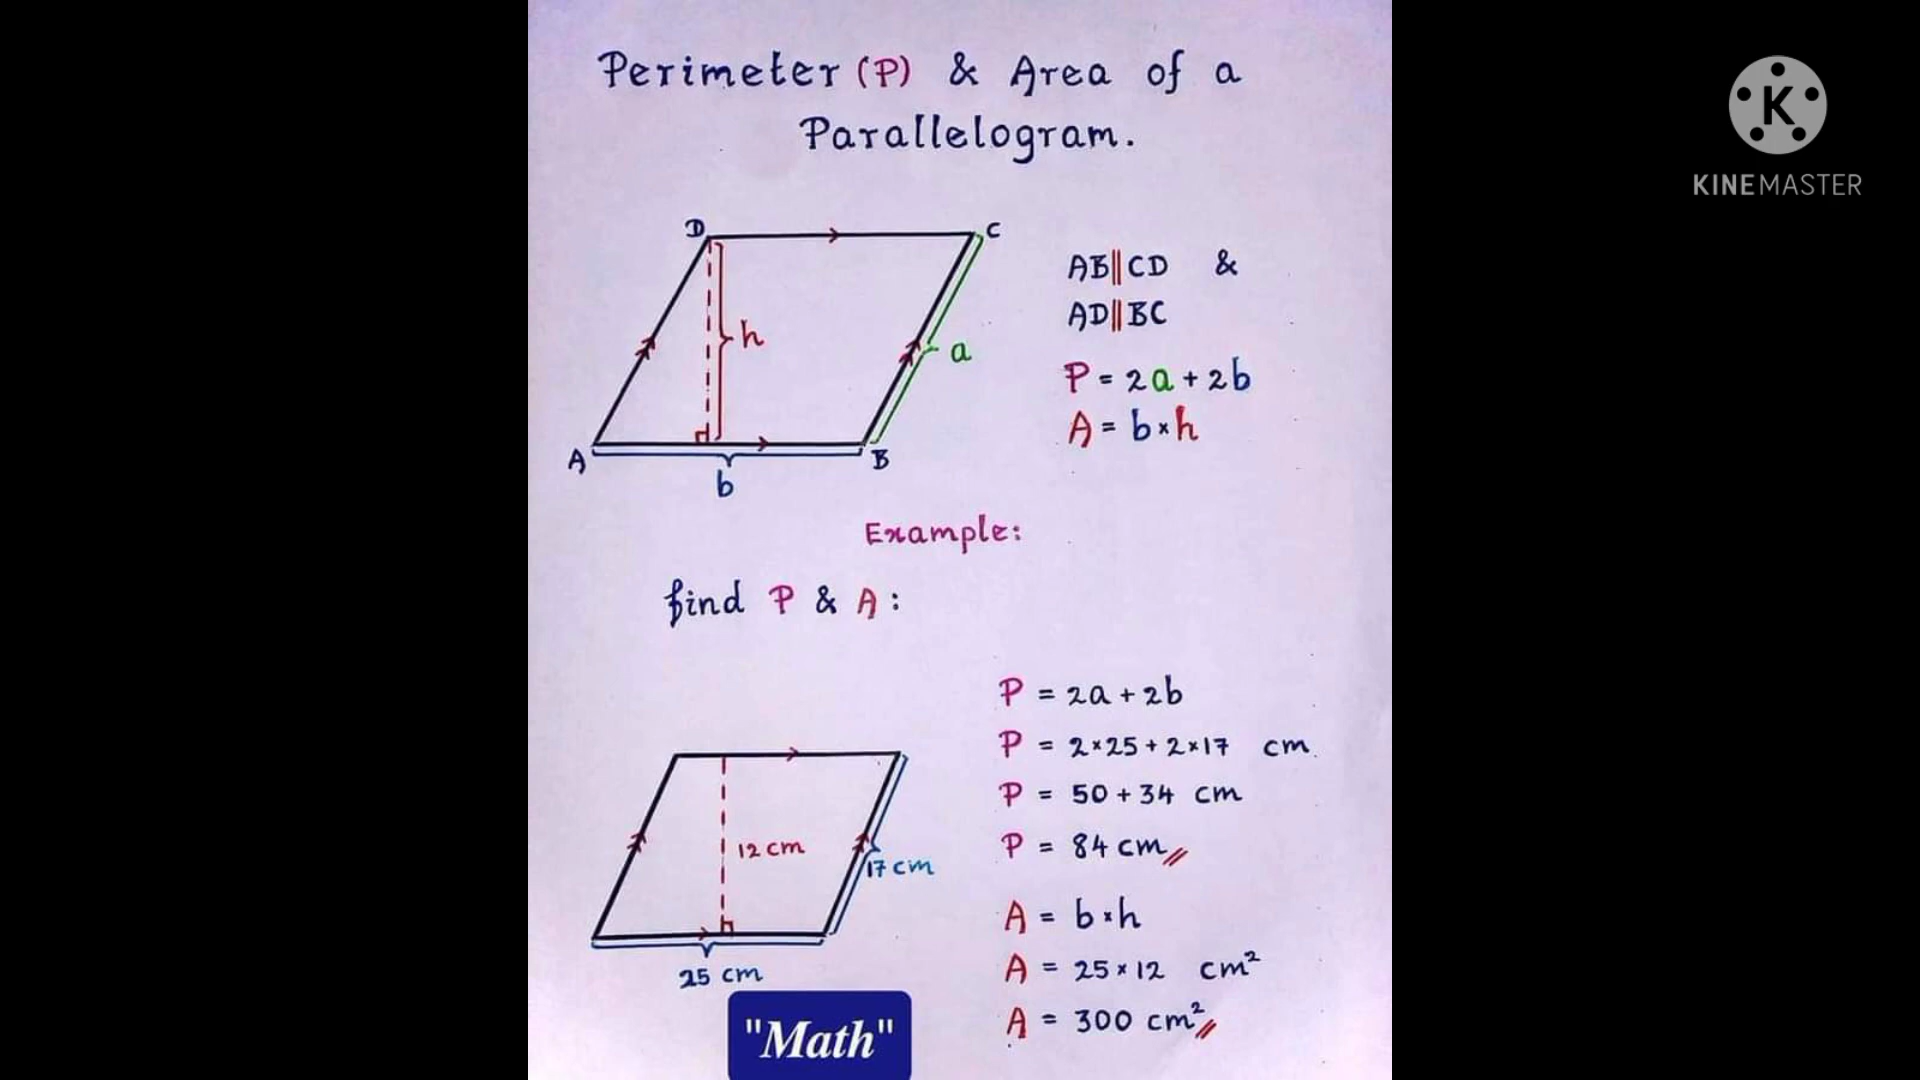 Perimeter (P) & Area of a
Parallelogram.
D
C
h
a
A
B
b
AB||CD &
AD||BC
P = 2a + 2b
A = b × h
Example:
find P & A :
12 cm
17 cm
25 cm
P = 2a + 2b
P = 2×25 + 2×17 cm.
P = 50 + 34 cm
P = 84 cm //
A = b × h
A = 25 × 12 cm²
A = 300 cm² //
"Math"
K
KINEMASTER